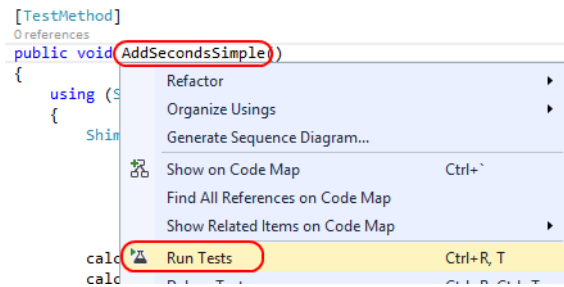 [TestMethod]
0 references
public void AddSecondsSimple()
{
Refactor
using (S
Organize Usings
{
Generate Sequence Diagram...
Shim
Show on Code Map Ctrl+`
Find All References on Code Map
Show Related Items on Code Map
calc
Run Tests Ctrl+R, T
calc